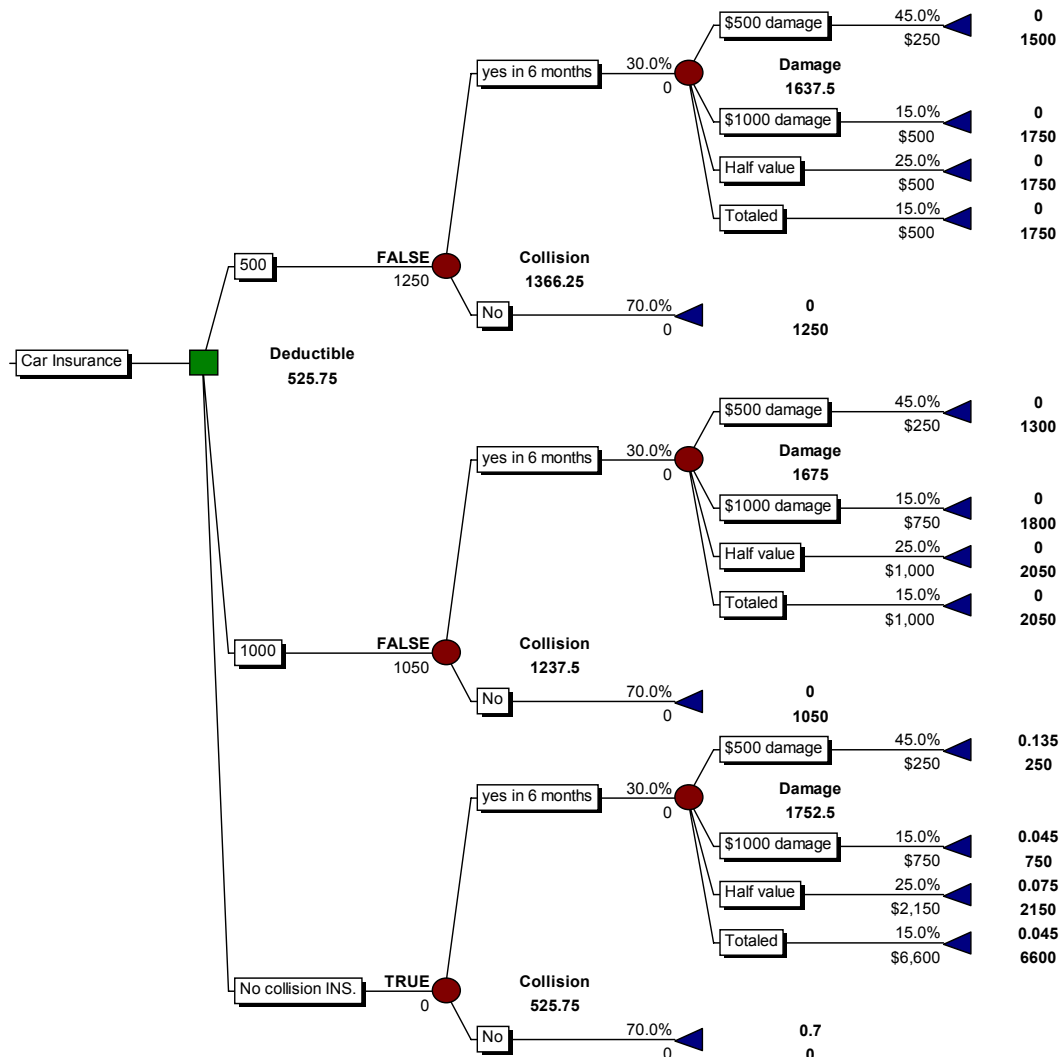 $500 damage 45.0% 0
$250 1500
yes in 6 months 30.0% Damage
0 1637.5
$1000 damage 15.0% 0
$500 1750
Half value 25.0% 0
$500 1750
Totaled 15.0% 0
$500 1750
500 FALSE Collision
1250 1366.25
No 70.0% 0
0 1250
Car Insurance Deductible
525.75
$500 damage 45.0% 0
$250 1300
yes in 6 months 30.0% Damage
0 1675
$1000 damage 15.0% 0
$750 1800
Half value 25.0% 0
$1,000 2050
Totaled 15.0% 0
$1,000 2050
1000 FALSE Collision
1050 1237.5
No 70.0% 0
0 1050
$500 damage 45.0% 0.135
$250 250
yes in 6 months 30.0% Damage
0 1752.5
$1000 damage 15.0% 0.045
$750 750
Half value 25.0% 0.075
$2,150 2150
Totaled 15.0% 0.045
$6,600 6600
No collision INS. TRUE Collision
0 525.75
No 70.0% 0.7
0 0